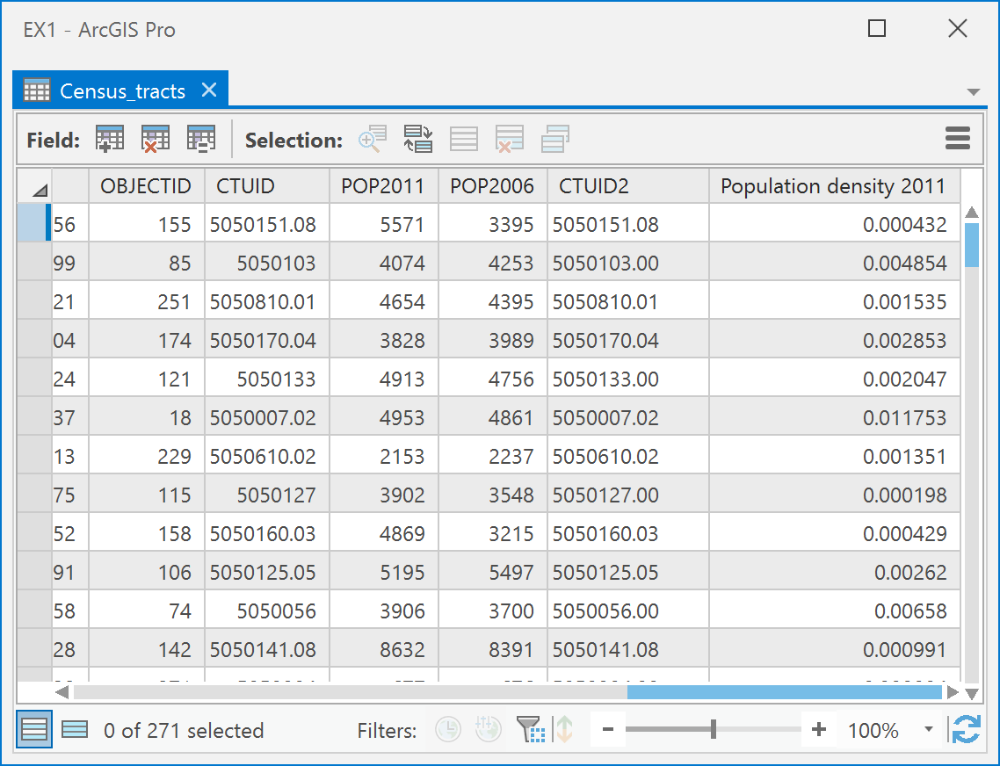 EX1 - ArcGIS Pro
Census_tracts
Field: Selection:
OBJECTID CTUID POP2011 POP2006 CTUID2 Population density 2011
56 155 5050151.08 5571 3395 5050151.08 0.000432
99 85 5050103 4074 4253 5050103.00 0.004854
21 251 5050810.01 4654 4395 5050810.01 0.001535
04 174 5050170.04 3828 3989 5050170.04 0.002853
24 121 5050133 4913 4756 5050133.00 0.002047
37 18 5050007.02 4953 4861 5050007.02 0.011753
13 229 5050610.02 2153 2237 5050610.02 0.001351
75 115 5050127 3902 3548 5050127.00 0.000198
52 158 5050160.03 4869 3215 5050160.03 0.000429
91 106 5050125.05 5195 5497 5050125.05 0.00262
58 74 5050056 3906 3700 5050056.00 0.00658
28 142 5050141.08 8632 8391 5050141.08 0.000991
0 of 271 selected Filters: 100%